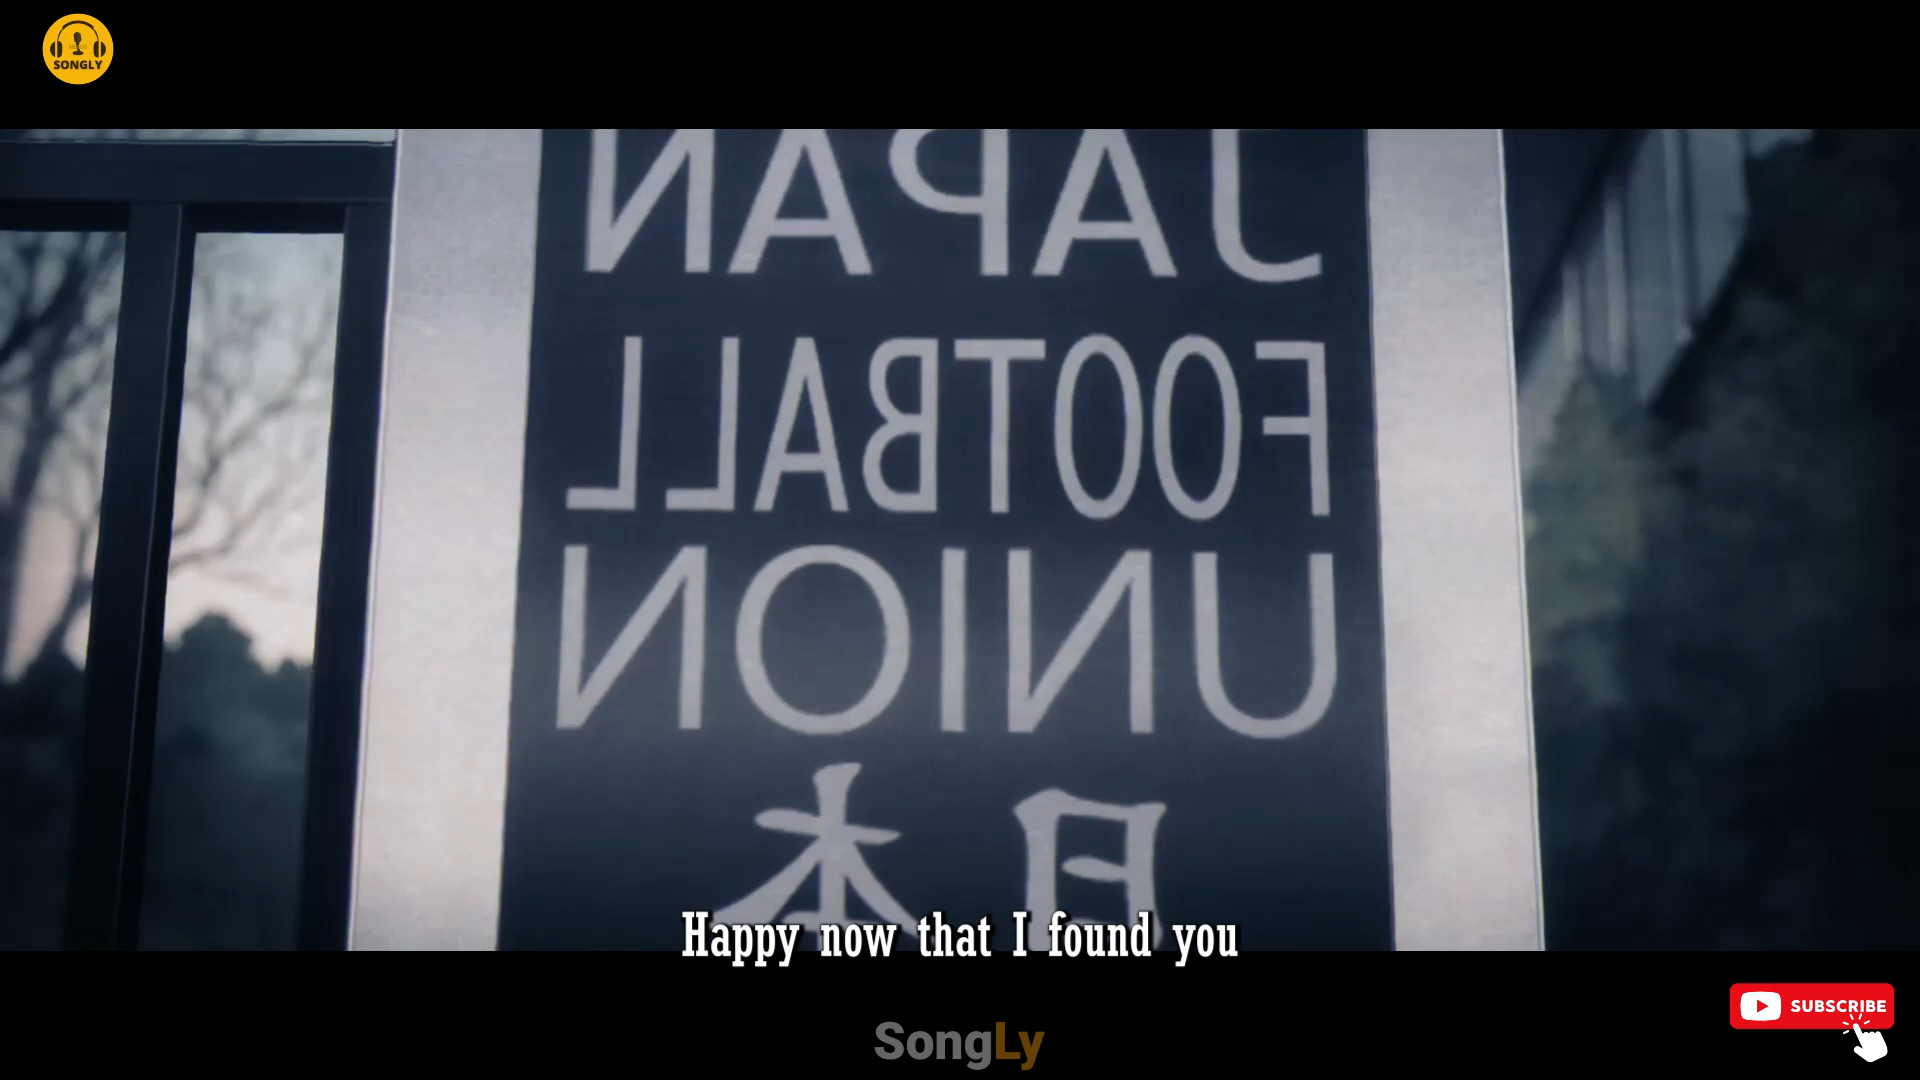 SONGLY
JAPAN
FOOTBALL
UNION
日本
Happy now that I found you
SongLy
SUBSCRIBE